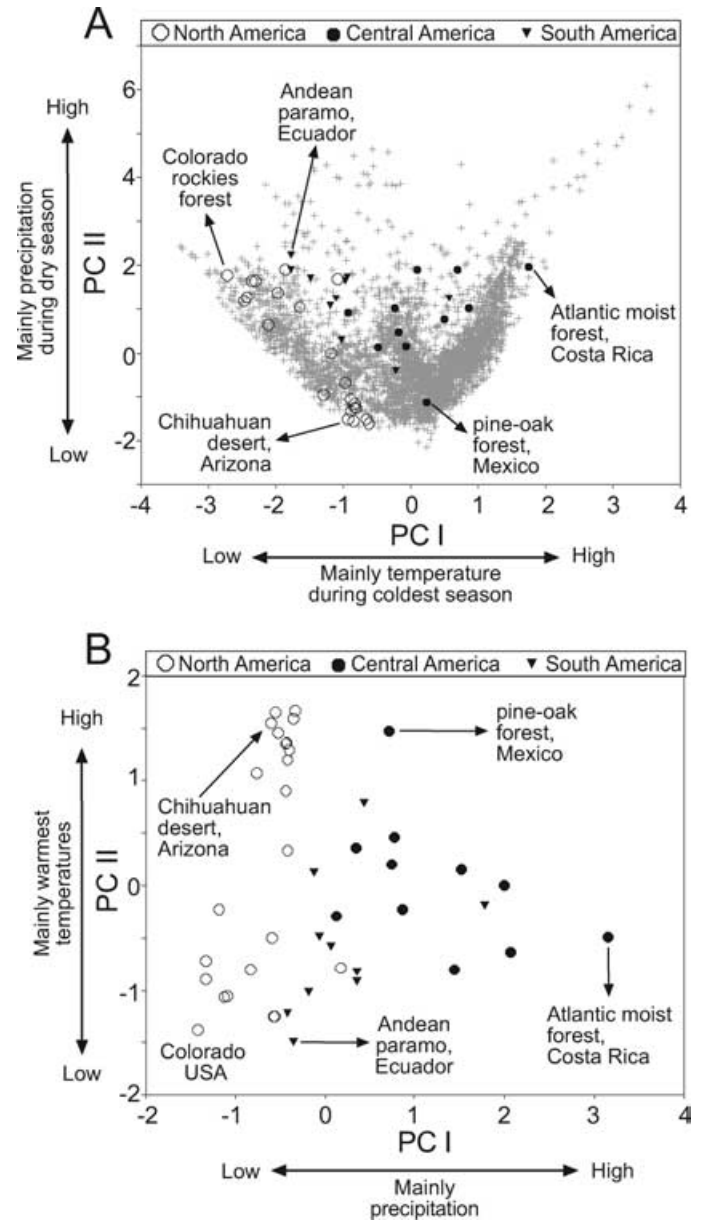 A
North America Central America South America
High
Mainly precipitation
during dry season
Low
PC II
6
4
2
0
-2
Andean
paramo,
Ecuador
Colorado
rockies
forest
Atlantic moist
forest,
Costa Rica
Chihuahuan
desert,
Arizona
pine-oak
forest,
Mexico
-4 -3 -2 -1 0 1 2 3 4
PC I
Low High
Mainly temperature
during coldest season
B
North America Central America South America
High
Mainly warmest
temperatures
Low
PC II
2
1
0
-1
-2
pine-oak
forest,
Mexico
Chihuahuan
desert,
Arizona
Colorado
USA
Andean
paramo,
Ecuador
Atlantic moist
forest,
Costa Rica
-2 -1 0 1 2 3 4
PC I
Low High
Mainly
precipitation